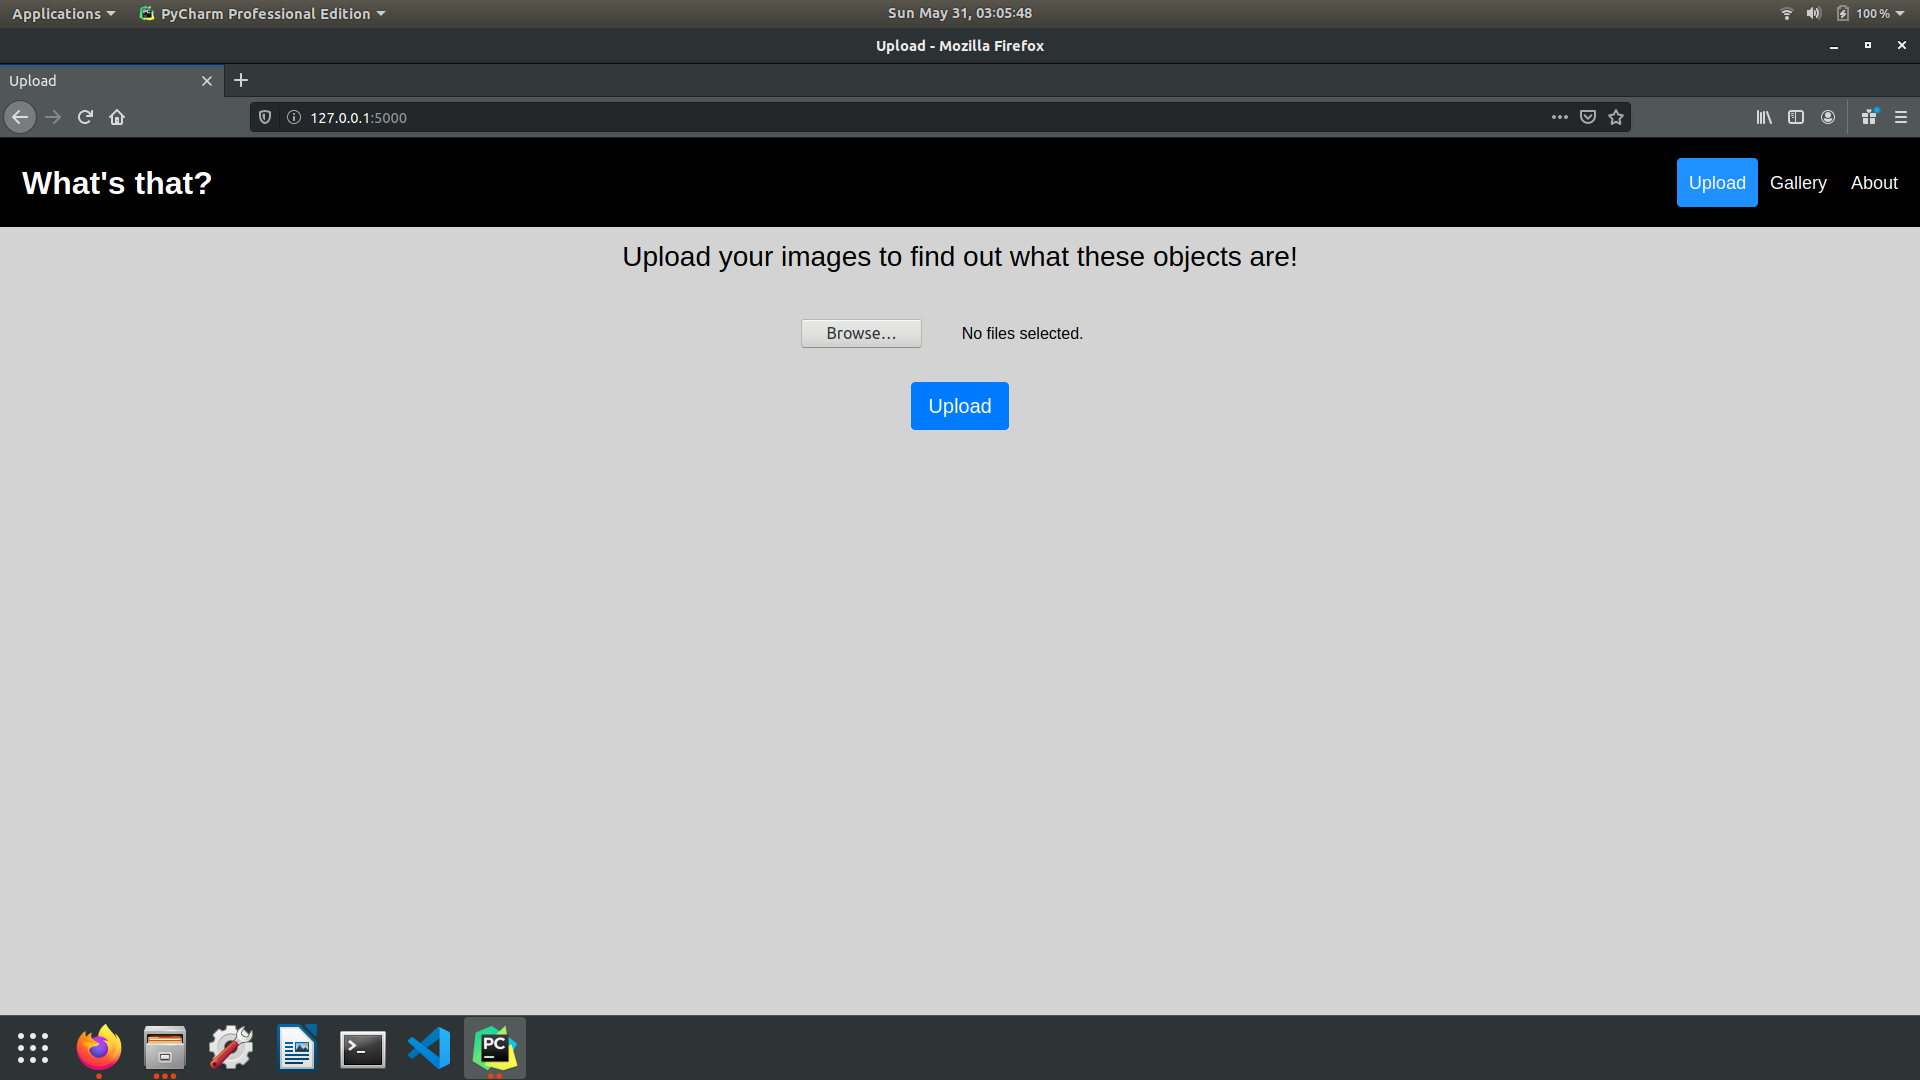 Applications PyCharm Professional Edition Sun May 31, 03:05:48 100 %
Upload - Mozilla Firefox
Upload
127.0.0.1:5000
What's that? Upload Gallery About
Upload your images to find out what these objects are!
Browse... No files selected.
Upload
>_ PC